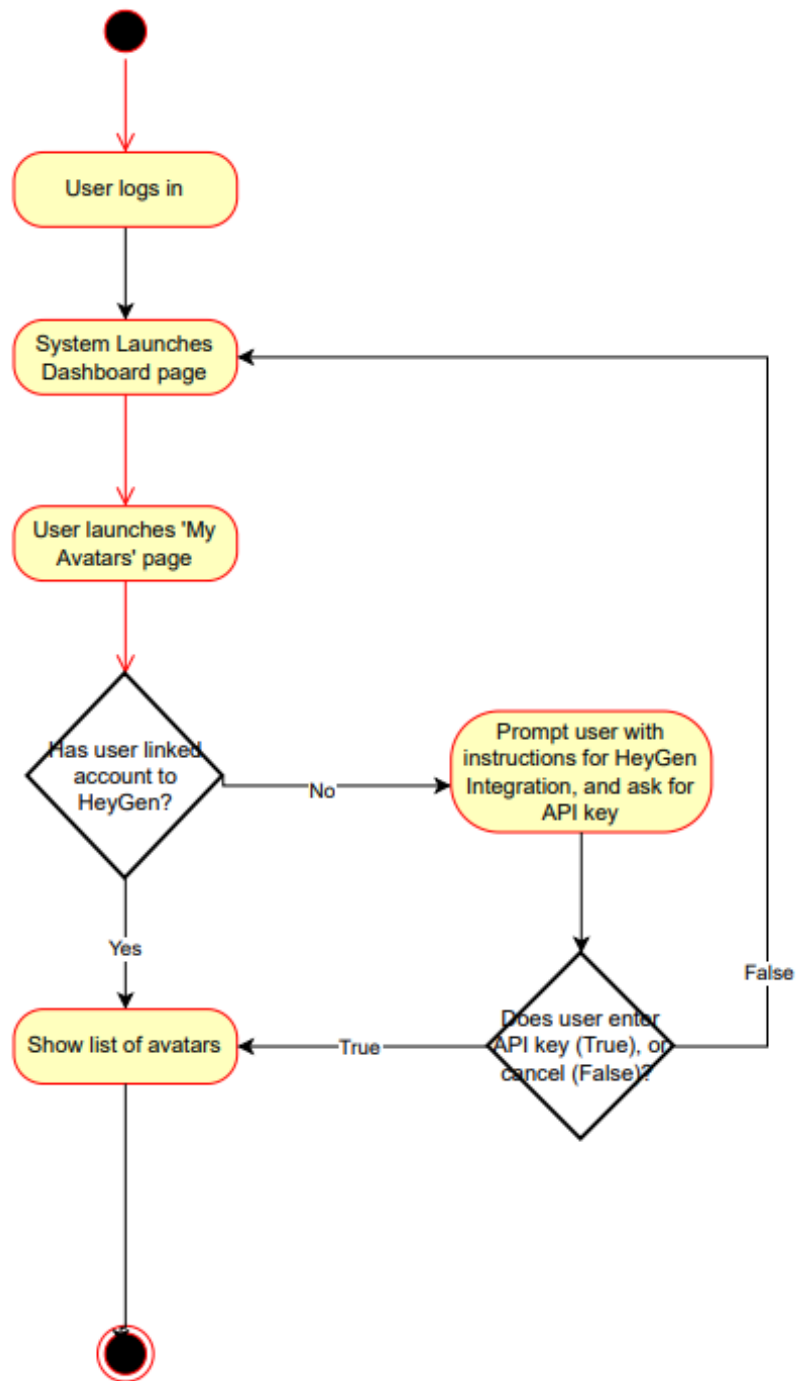 User logs in
System Launches
Dashboard page
User launches 'My
Avatars' page
Has user linked
account to
HeyGen?
No
Prompt user with
instructions for HeyGen
Integration, and ask for
API key
Yes
False
Show list of avatars
True
Does user enter
API key (True), or
cancel (False)?